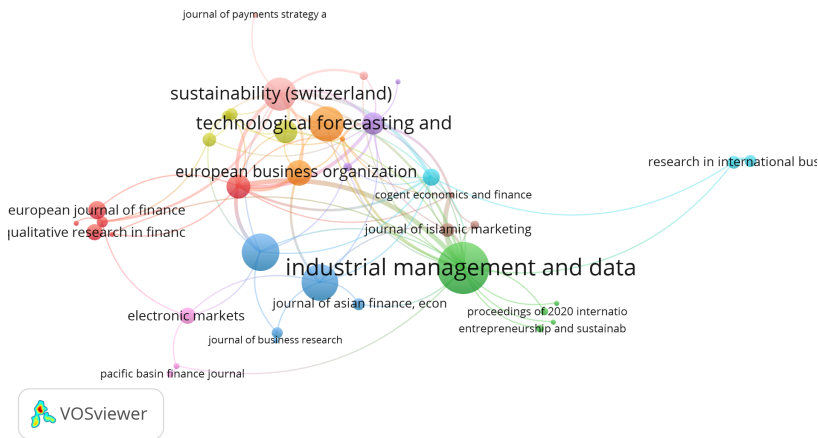 journal of payments strategy a
sustainability (switzerland)
technological forecasting and
research in international bus
european business organization
cogent economics and finance
european journal of finance
journal of islamic marketing
qualitative research in financ
industrial management and data
journal of asian finance, econ
proceedings of 2020 internatio
electronic markets
entrepreneurship and sustainab
journal of business research
pacific basin finance journal
VOSviewer